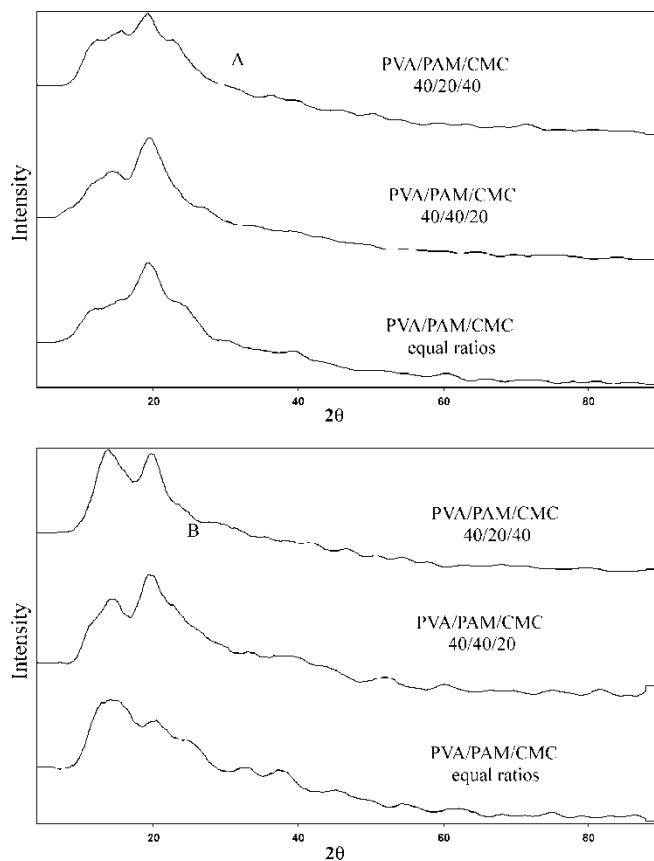 A
PVA/PAM/CMC
40/20/40
PVA/PAM/CMC
40/40/20
PVA/PAM/CMC
equal ratios
Intensity
20 40 60 80
2θ
PVA/PAM/CMC
40/20/40
B
PVA/PAM/CMC
40/40/20
PVA/PAM/CMC
equal ratios
Intensity
20 40 60 80
2θ